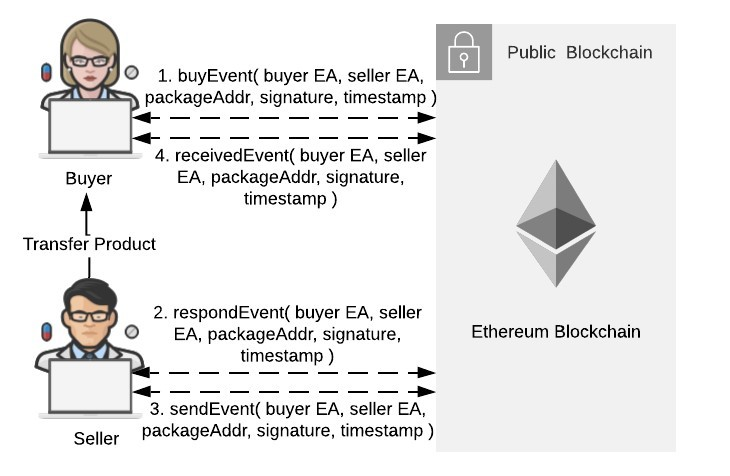 Public Blockchain
1. buyEvent( buyer EA, seller EA,
packageAddr, signature, timestamp )
4. receivedEvent( buyer EA, seller
EA, packageAddr, signature,
timestamp )
Buyer
Transfer Product
2. respondEvent( buyer EA, seller
EA, packageAddr, signature,
timestamp )
Ethereum Blockchain
3. sendEvent( buyer EA, seller EA,
packageAddr, signature, timestamp )
Seller